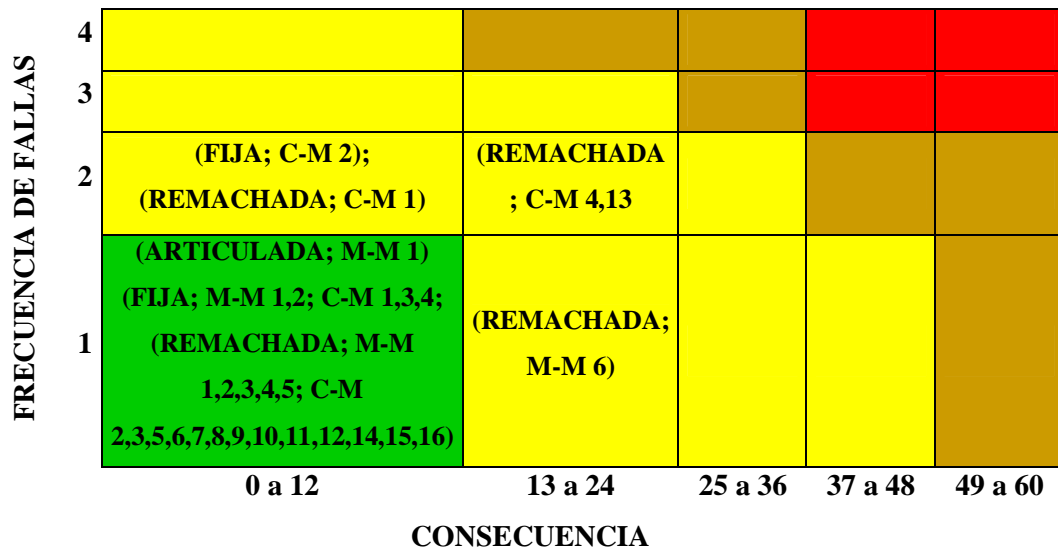 FRECUENCIA DE FALLAS
4
3
2
(FIJA; C-M 2);
(REMACHADA; C-M 1)
(REMACHADA
; C-M 4,13
1
(ARTICULADA; M-M 1)
(FIJA; M-M 1,2; C-M 1,3,4;
(REMACHADA; M-M
1,2,3,4,5; C-M
2,3,5,6,7,8,9,10,11,12,14,15,16)
(REMACHADA;
M-M 6)
0 a 12
13 a 24
25 a 36
37 a 48
49 a 60
CONSECUENCIA